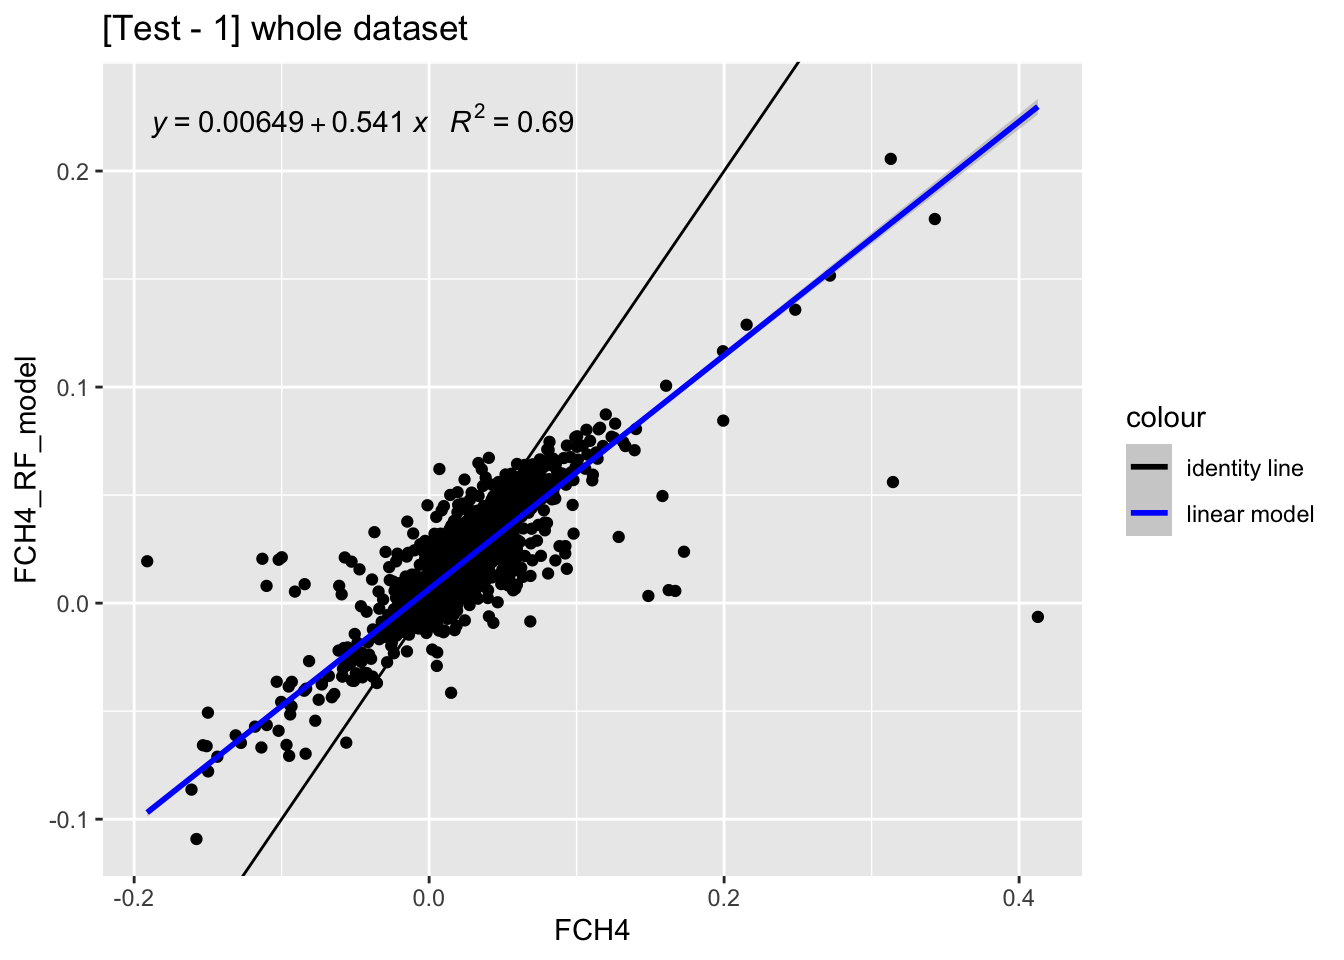 [Test - 1] whole dataset
y = 0.00649 + 0.541 x   R² = 0.69
0.2
0.1
0.0
-0.1
FCH4_RF_model
-0.2
0.0
0.2
0.4
FCH4
colour
identity line
linear model